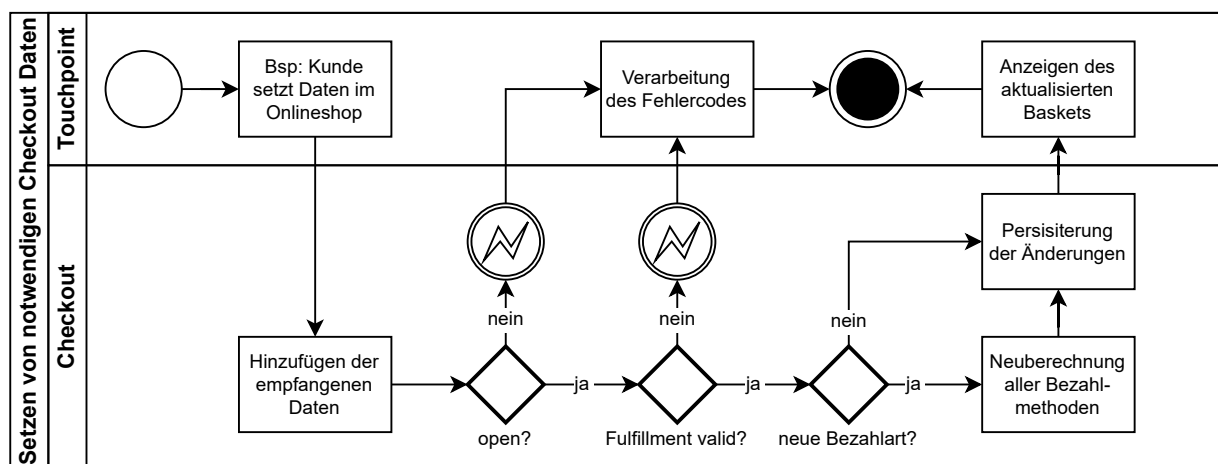 Setzen von notwendigen Checkout Daten
Touchpoint
Bsp: Kunde
setzt Daten im
Onlineshop
Verarbeitung
des Fehlercodes
Anzeigen des
aktualisierten
Baskets
Checkout
Persisiterung
der Änderungen
nein
nein
nein
Hinzufügen der
empfangenen
Daten
ja
ja
ja
Neuberechnung
aller Bezahl-
methoden
open?
Fulfillment valid?
neue Bezahlart?